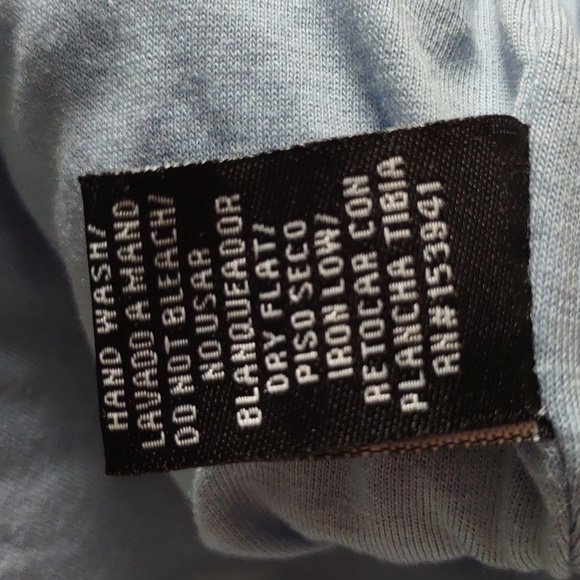 HAND WASH/
LAVADO A MANO
DO NOT BLEACH/
NO USAR
BLANQUEADOR
DRY FLAT/
PISO SECO
IRON LOW/
RETOCAR CON
PLANCHA TIBIA
RN# 153941